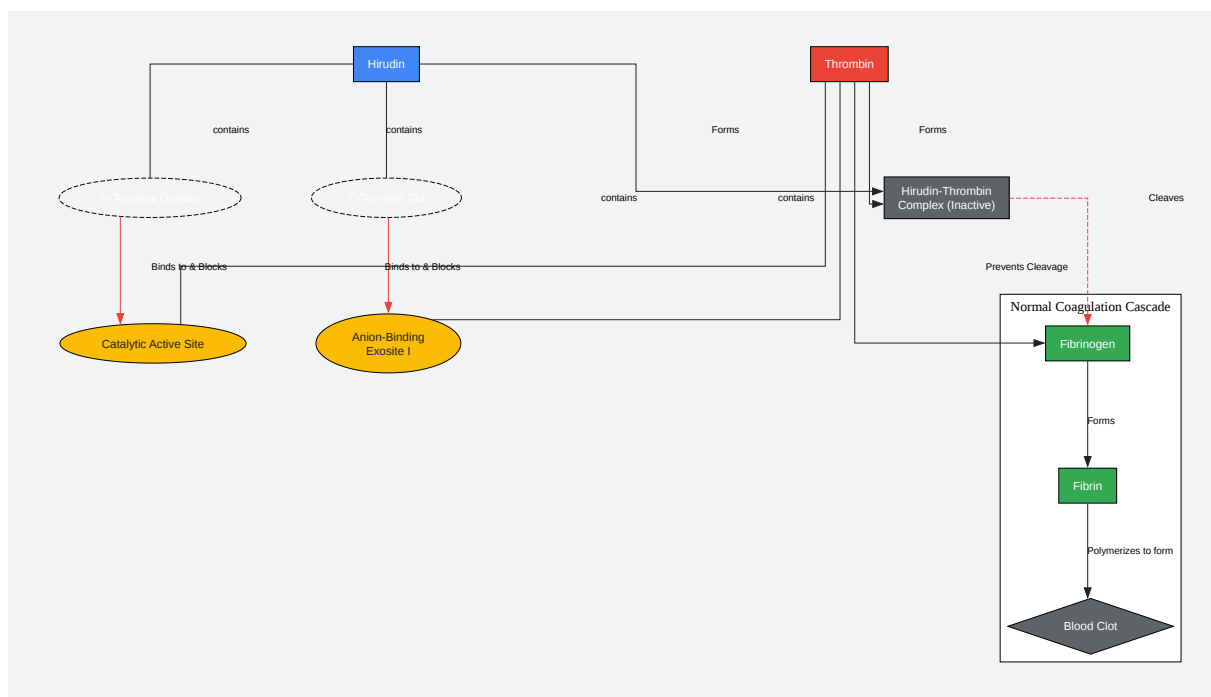 Hirudin
Thrombin
contains
contains
Forms
Forms
N-Terminal Domain
C-Terminal Tail
contains
contains
Hirudin-Thrombin
Complex (Inactive)
Cleaves
Binds to & Blocks
Binds to & Blocks
Prevents Cleavage
Normal Coagulation Cascade
Catalytic Active Site
Anion-Binding
Exosite I
Fibrinogen
Forms
Fibrin
Polymerizes to form
Blood Clot